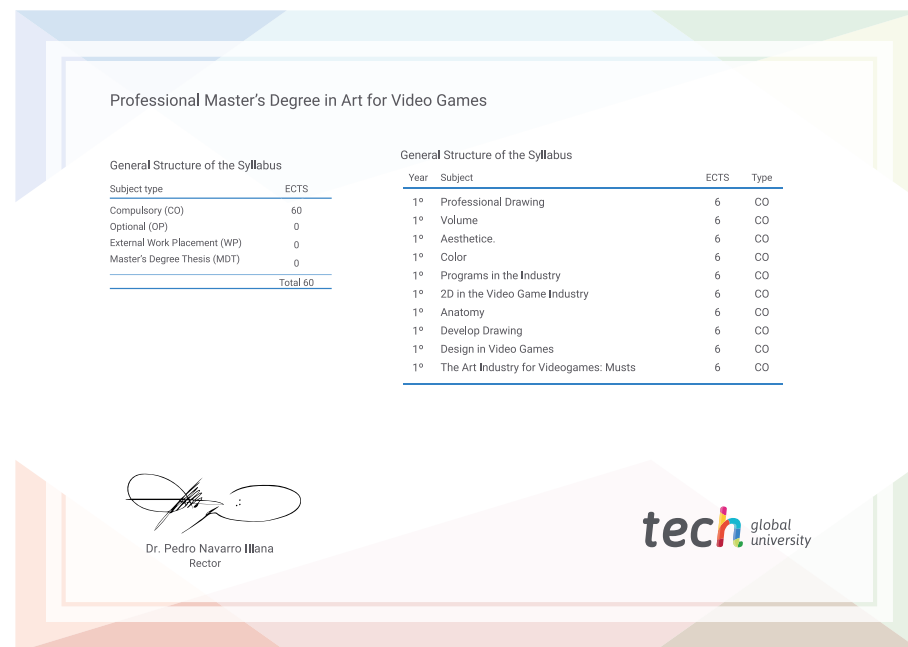 Professional Master's Degree in Art for Video Games
General Structure of the Syllabus
Subject type ECTS
Compulsory (CO) 60
Optional (OP) 0
External Work Placement (WP) 0
Master's Degree Thesis (MDT) 0
Total 60
General Structure of the Syllabus
Year Subject ECTS Type
1º Professional Drawing 6 CO
1º Volume 6 CO
1º Aesthetice. 6 CO
1º Color 6 CO
1º Programs in the Industry 6 CO
1º 2D in the Video Game Industry 6 CO
1º Anatomy 6 CO
1º Develop Drawing 6 CO
1º Design in Video Games 6 CO
1º The Art Industry for Videogames: Musts 6 CO
Dr. Pedro Navarro Illana
Rector
tech global
university